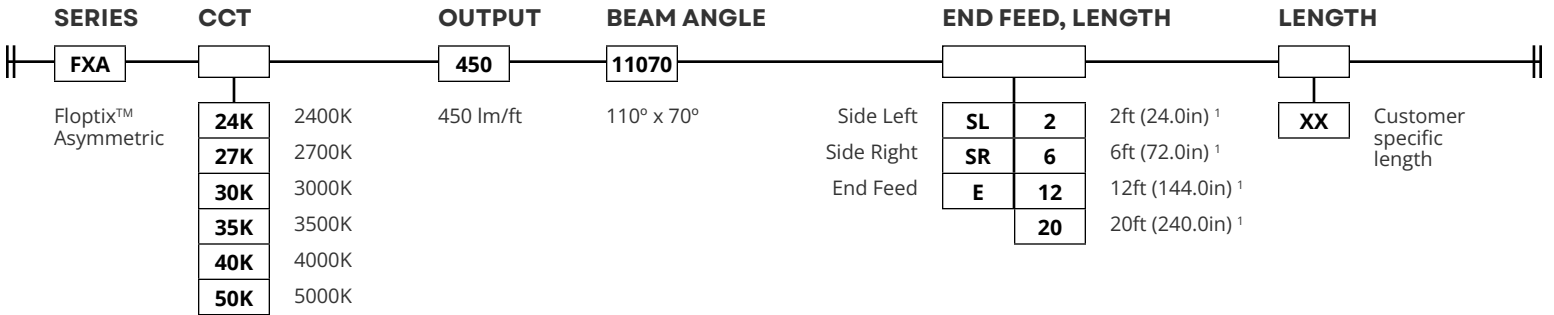 SERIES CCT OUTPUT BEAM ANGLE END FEED, LENGTH LENGTH
FXA 450 11070
Floptix™ Asymmetric
24K 2400K
27K 2700K
30K 3000K
35K 3500K
40K 4000K
50K 5000K
450 lm/ft
110º x 70º
Side Left SL 2 2ft (24.0in) ¹
Side Right SR 6 6ft (72.0in) ¹
End Feed E 12 12ft (144.0in) ¹
20 20ft (240.0in) ¹
XX Customer
specific
length